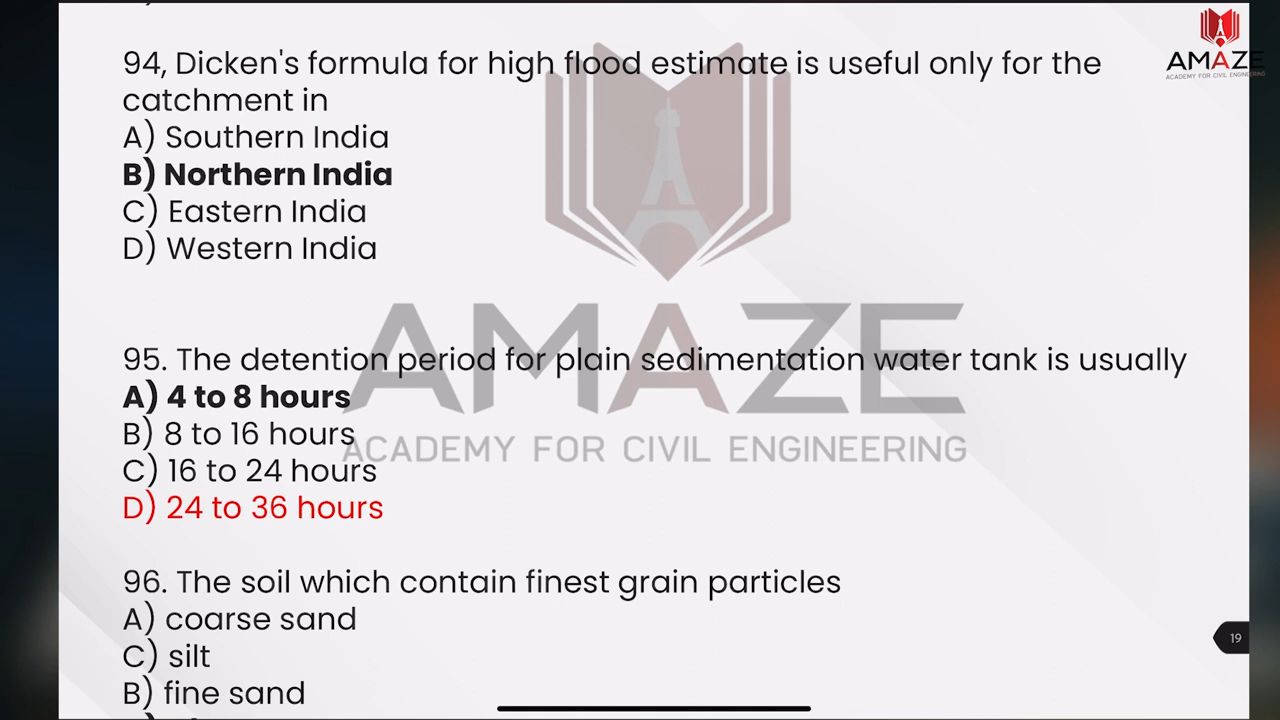 AMAZE
ACADEMY FOR CIVIL ENGINEERING
94, Dicken's formula for high flood estimate is useful only for the
catchment in
A) Southern India
B) Northern India
C) Eastern India
D) Western India
AMAZE
ACADEMY FOR CIVIL ENGINEERING
95. The detention period for plain sedimentation water tank is usually
A) 4 to 8 hours
B) 8 to 16 hours
C) 16 to 24 hours
D) 24 to 36 hours
96. The soil which contain finest grain particles
A) coarse sand
C) silt
B) fine sand
19